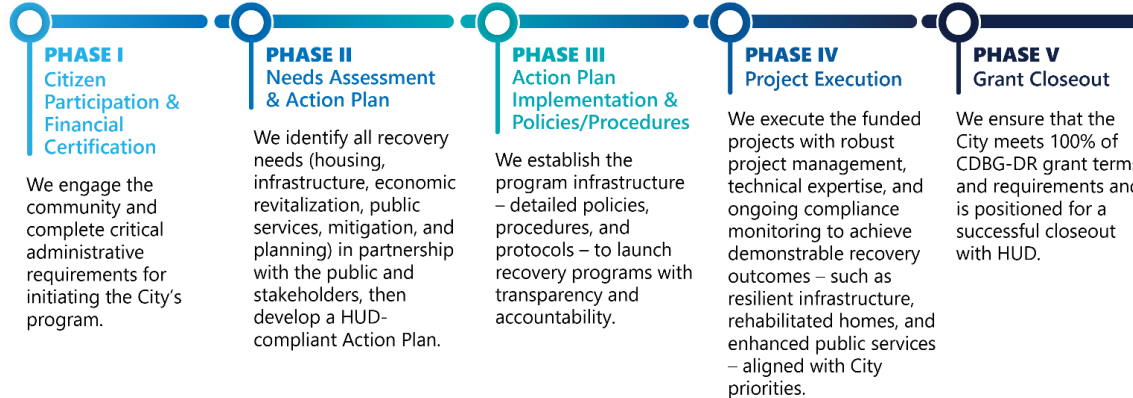 PHASE I
Citizen
Participation &
Financial
Certification
We engage the
community and
complete critical
administrative
requirements for
initiating the City's
program.
PHASE II
Needs Assessment
& Action Plan
We identify all recovery
needs (housing,
infrastructure, economic
revitalization, public
services, mitigation, and
planning) in partnership
with the public and
stakeholders, then
develop a HUD-
compliant Action Plan.
PHASE III
Action Plan
Implementation &
Policies/Procedures
We establish the
program infrastructure
– detailed policies,
procedures, and
protocols – to launch
recovery programs with
transparency and
accountability.
PHASE IV
Project Execution
We execute the funded
projects with robust
project management,
technical expertise, and
ongoing compliance
monitoring to achieve
demonstrable recovery
outcomes – such as
resilient infrastructure,
rehabilitated homes, and
enhanced public services
– aligned with City
priorities.
PHASE V
Grant Closeout
We ensure that the
City meets 100% of
CDBG-DR grant terms
and requirements and
is positioned for a
successful closeout
with HUD.